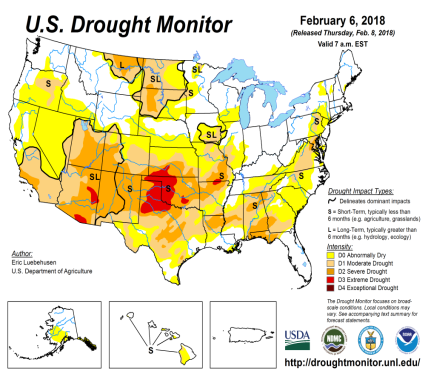 U.S. Drought Monitor
February 6, 2018
(Released Thursday, Feb. 8, 2018)
Valid 7 a.m. EST
L
SL
SL
S
SL
S
S
SL
S
S
S
S
S
Drought Impact Types:
Delineates dominant impacts
S = Short-Term, typically less than
6 months (e.g. agriculture, grasslands)
L = Long-Term, typically greater than
6 months (e.g. hydrology, ecology)
Intensity:
D0 Abnormally Dry
D1 Moderate Drought
D2 Severe Drought
D3 Extreme Drought
D4 Exceptional Drought
Author:
Eric Luebehusen
U.S. Department of Agriculture
The Drought Monitor focuses on broad-
scale conditions. Local conditions may
vary. See accompanying text summary for
forecast statements.
S
S
USDA
NDMC
http://droughtmonitor.unl.edu/